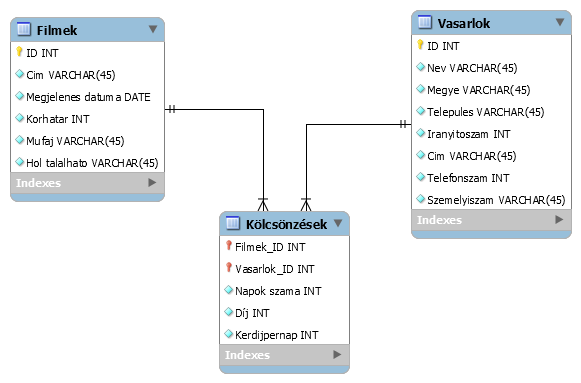 Filmek
ID INT
Cim VARCHAR(45)
Megjelenes datuma DATE
Korhatar INT
Mufaj VARCHAR(45)
Hol talalhato VARCHAR(45)
Indexes
Vasarlok
ID INT
Nev VARCHAR(45)
Megye VARCHAR(45)
Telepules VARCHAR(45)
Iranyitoszam INT
Cim VARCHAR(45)
Telefonszam INT
Szemelyiszam VARCHAR(45)
Indexes
Kölcsönzések
Filmek_ID INT
Vasarlok_ID INT
Napok szama INT
Díj INT
Kerdijpernap INT
Indexes